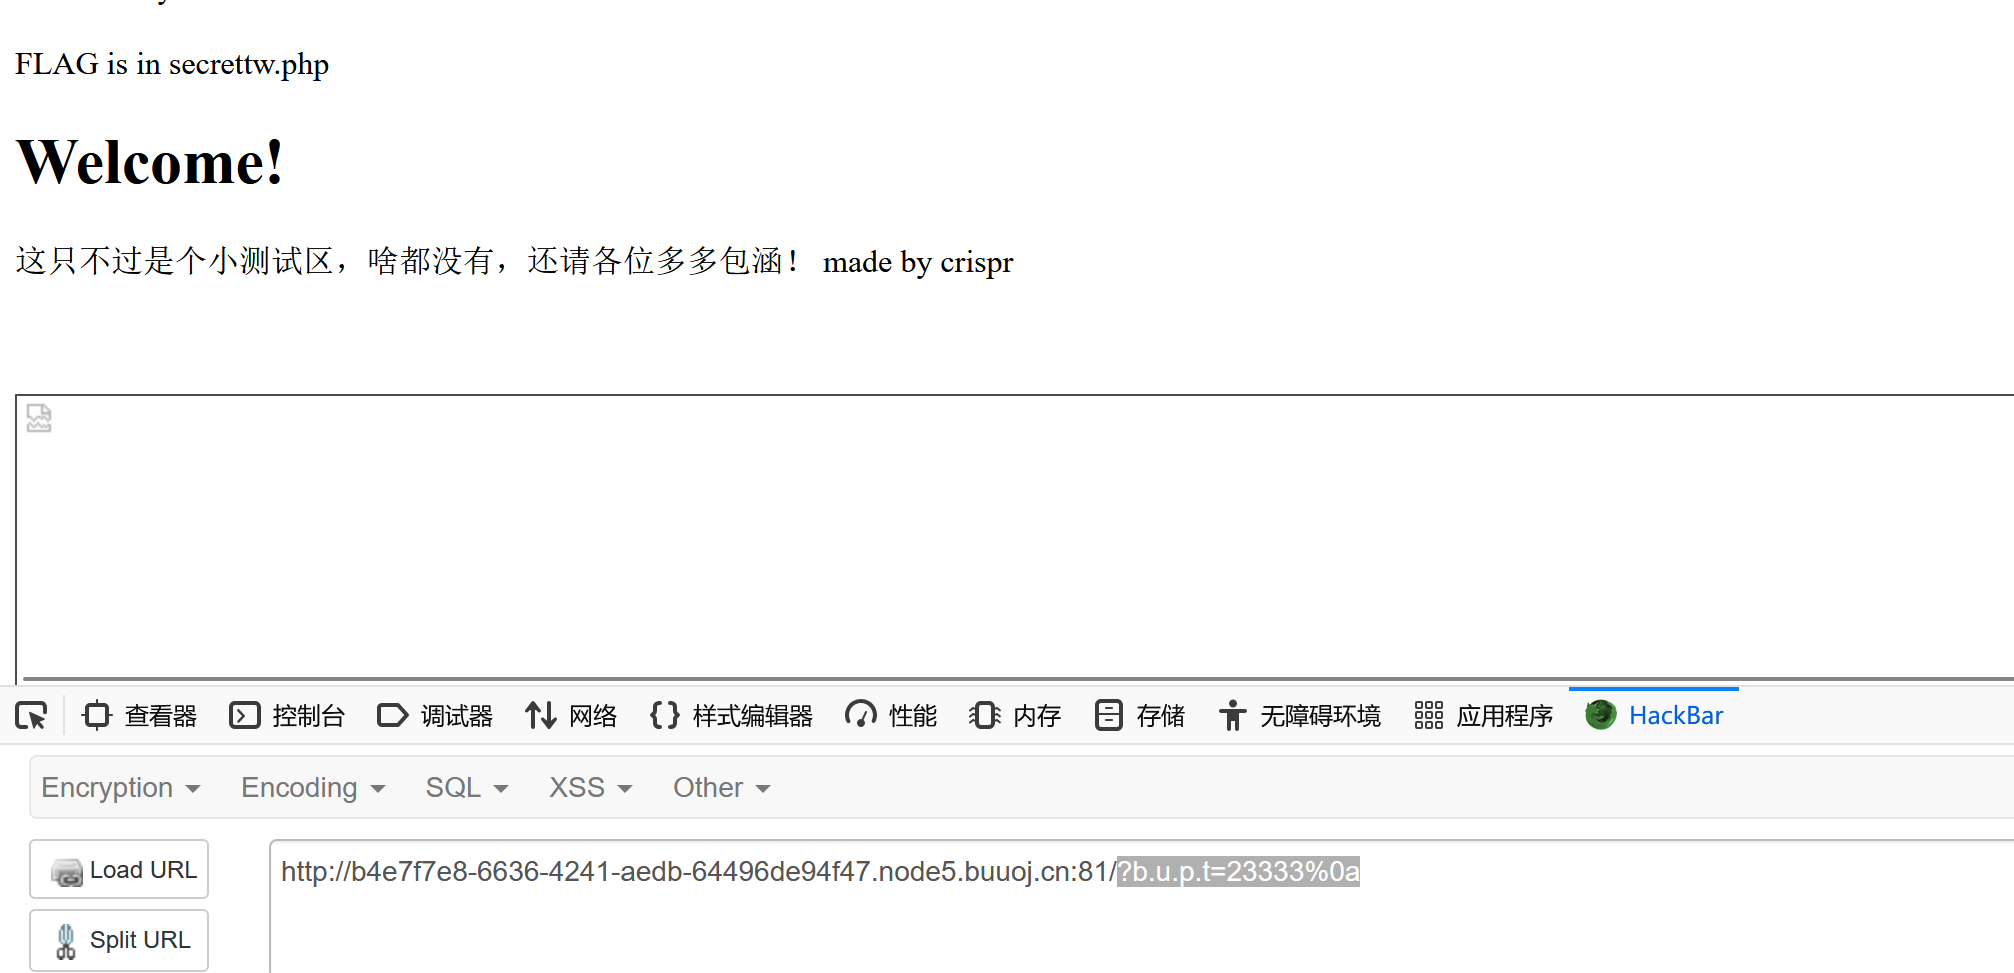 FLAG is in secrettw.php
Welcome!
这只不过是个小测试区，啥都没有，还请各位多多包涵！ made by crispr
查看器 控制台 调试器 网络 样式编辑器 性能 内存 存储 无障碍环境 应用程序 HackBar
Encryption Encoding SQL XSS Other
Load URL
http://b4e7f7e8-6636-4241-aedb-64496de94f47.node5.buuoj.cn:81/?b.u.p.t=23333%0a
Split URL